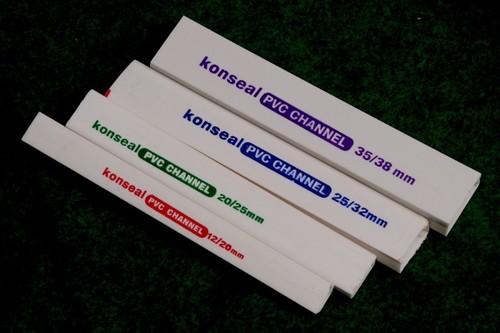 konseal PVC CHANNEL 35/38 mm
konseal PVC CHANNEL 25/32mm
konseal PVC CHANNEL 20/25mm
konseal PVC CHANNEL 12/20mm